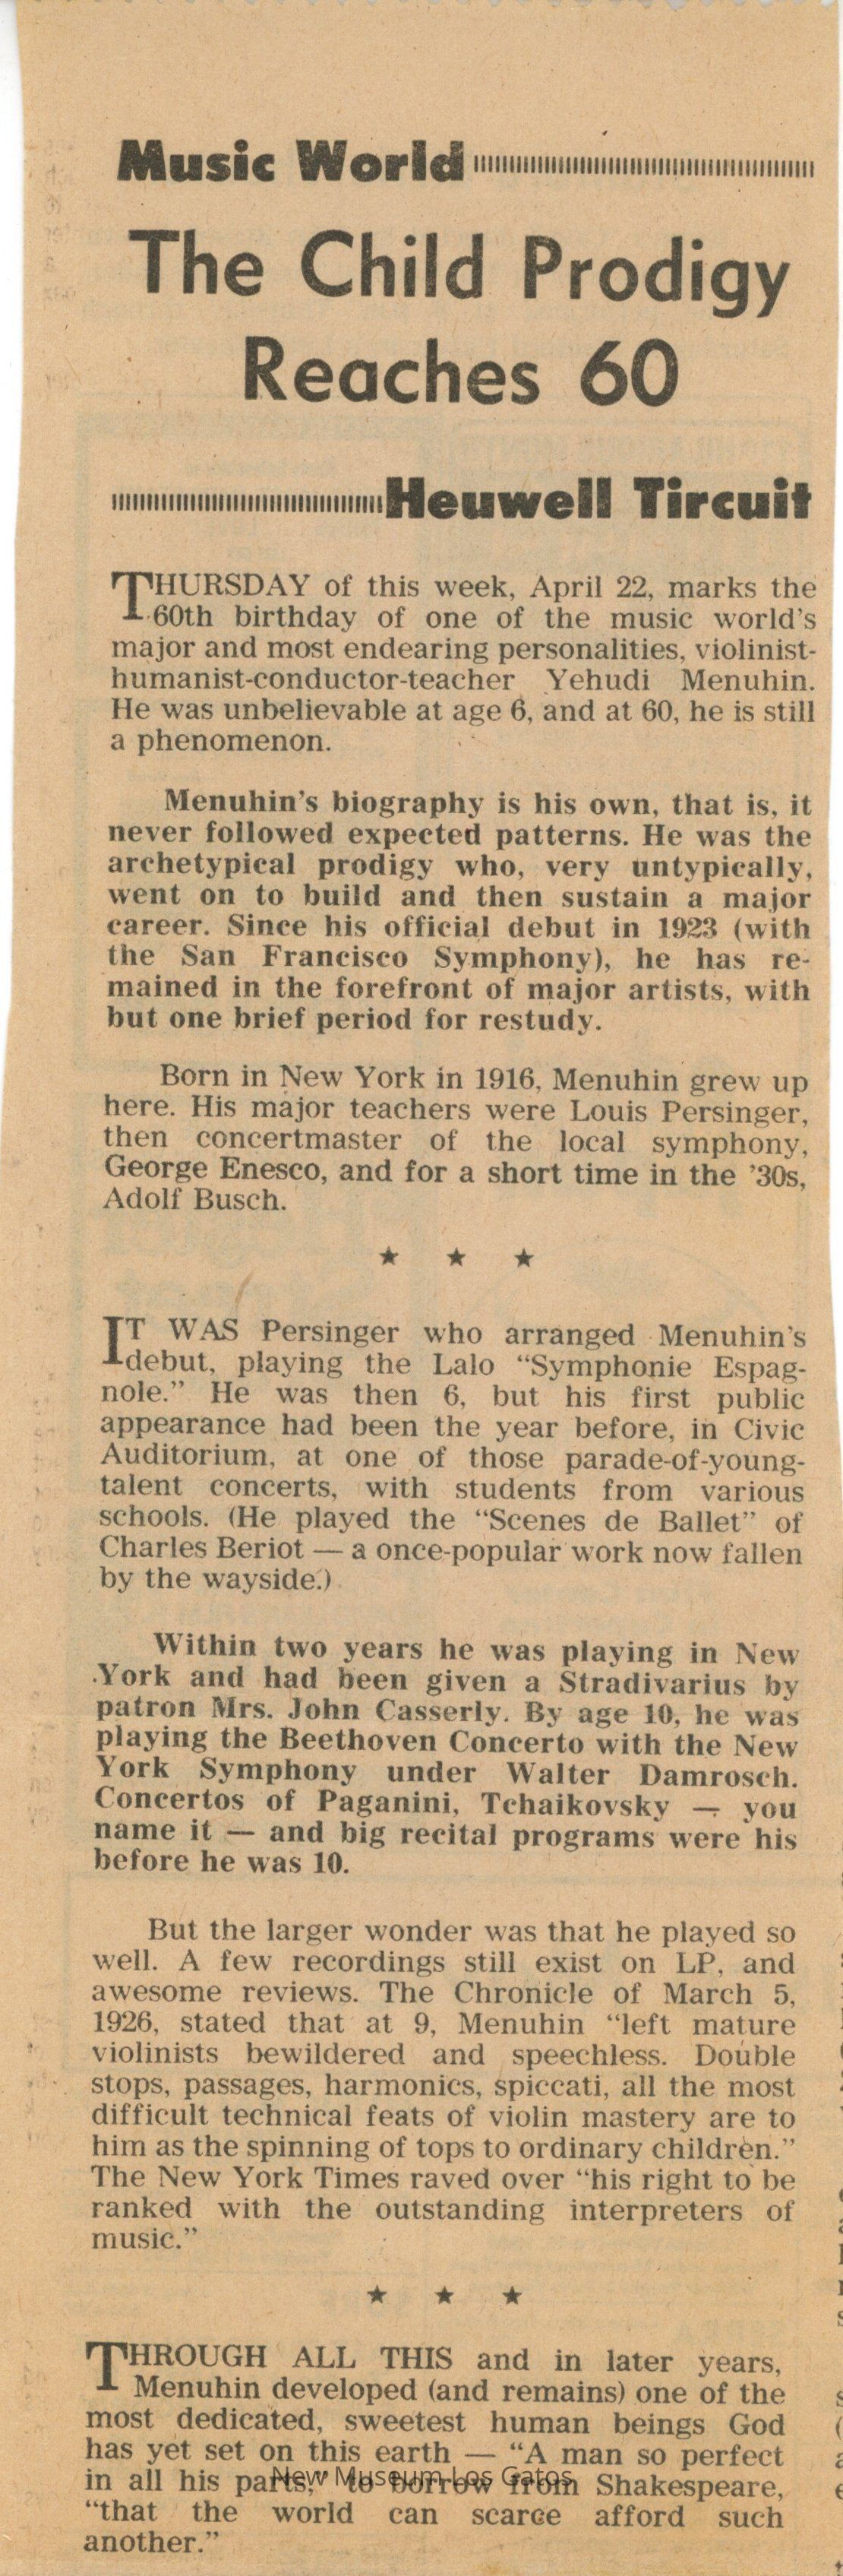 Music World
The Child Prodigy
Reaches 60
Heuwell Tircuit
THURSDAY of this week, April 22, marks the
60th birthday of one of the music world's
major and most endearing personalities, violinist-
humanist-conductor-teacher Yehudi Menuhin.
He was unbelievable at age 6, and at 60, he is still
a phenomenon.
Menuhin's biography is his own, that is, it
never followed expected patterns. He was the
archetypical prodigy who, very untypically,
went on to build and then sustain a major
career. Since his official debut in 1923 (with
the San Francisco Symphony), he has re-
mained in the forefront of major artists, with
but one brief period for restudy.
Born in New York in 1916, Menuhin grew up
here. His major teachers were Louis Persinger,
then concertmaster of the local symphony,
George Enesco, and for a short time in the '30s,
Adolf Busch.
★ ★ ★
IT WAS Persinger who arranged Menuhin's
debut, playing the Lalo "Symphonie Espag-
nole." He was then 6, but his first public
appearance had been the year before, in Civic
Auditorium, at one of those parade-of-young-
talent concerts, with students from various
schools. (He played the "Scenes de Ballet" of
Charles Beriot — a once-popular work now fallen
by the wayside.)
Within two years he was playing in New
York and had been given a Stradivarius by
patron Mrs. John Casserly. By age 10, he was
playing the Beethoven Concerto with the New
York Symphony under Walter Damrosch.
Concertos of Paganini, Tchaikovsky — you
name it — and big recital programs were his
before he was 10.
But the larger wonder was that he played so
well. A few recordings still exist on LP, and
awesome reviews. The Chronicle of March 5,
1926, stated that at 9, Menuhin "left mature
violinists bewildered and speechless. Double
stops, passages, harmonics, spiccati, all the most
difficult technical feats of violin mastery are to
him as the spinning of tops to ordinary children."
The New York Times raved over "his right to be
ranked with the outstanding interpreters of
music."
★ ★ ★
THROUGH ALL THIS and in later years,
Menuhin developed (and remains) one of the
most dedicated, sweetest human beings God
has yet set on this earth — "A man so perfect
in all his parts," to borrow from Shakespeare,
"that the world can scarce afford such
another."
New Museum Los Gatos